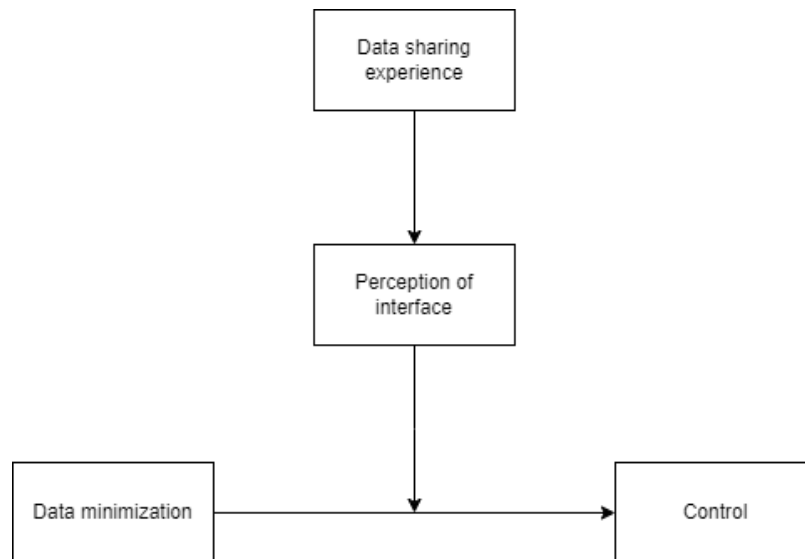 Data sharing
experience
Perception of
interface
Data minimization
Control